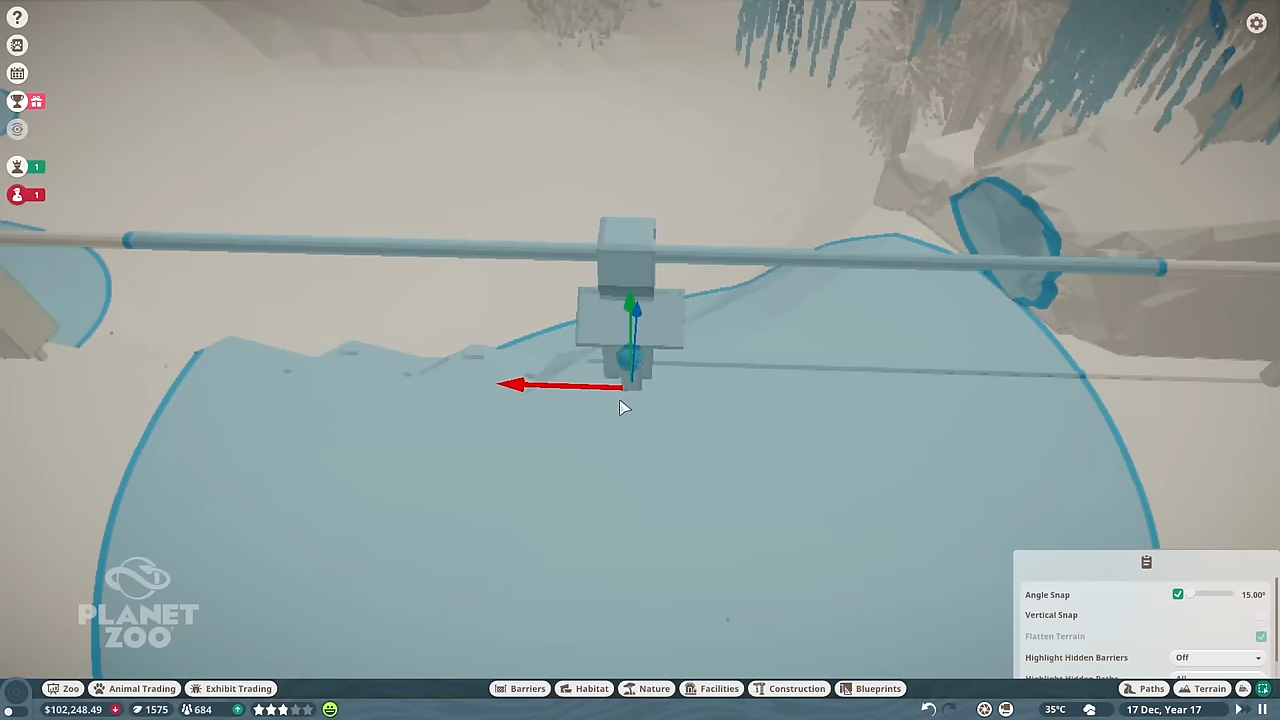 ?
1
1
PLANET
ZOO
Angle Snap 15.00°
Vertical Snap
Flatten Terrain
Highlight Hidden Barriers Off
Zoo Animal Trading Exhibit Trading Barriers Habitat Nature Facilities Construction Blueprints Paths Terrain
$102,248.49 1575 684 35°C 17 Dec, Year 17